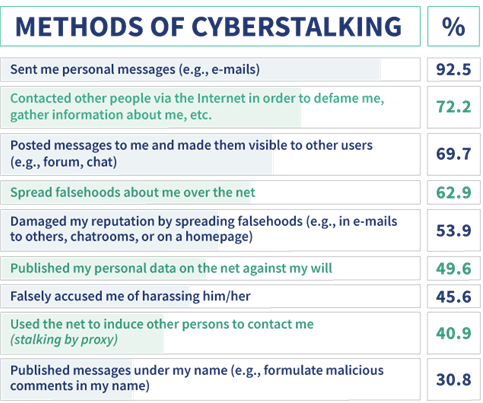 METHODS OF CYBERSTALKING %
Sent me personal messages (e.g., e-mails) 92.5
Contacted other people via the Internet in order to defame me,
gather information about me, etc. 72.2
Posted messages to me and made them visible to other users
(e.g., forum, chat) 69.7
Spread falsehoods about me over the net 62.9
Damaged my reputation by spreading falsehoods (e.g., in e-mails
to others, chatrooms, or on a homepage) 53.9
Published my personal data on the net against my will 49.6
Falsely accused me of harassing him/her 45.6
Used the net to induce other persons to contact me
(stalking by proxy) 40.9
Published messages under my name (e.g., formulate malicious
comments in my name) 30.8